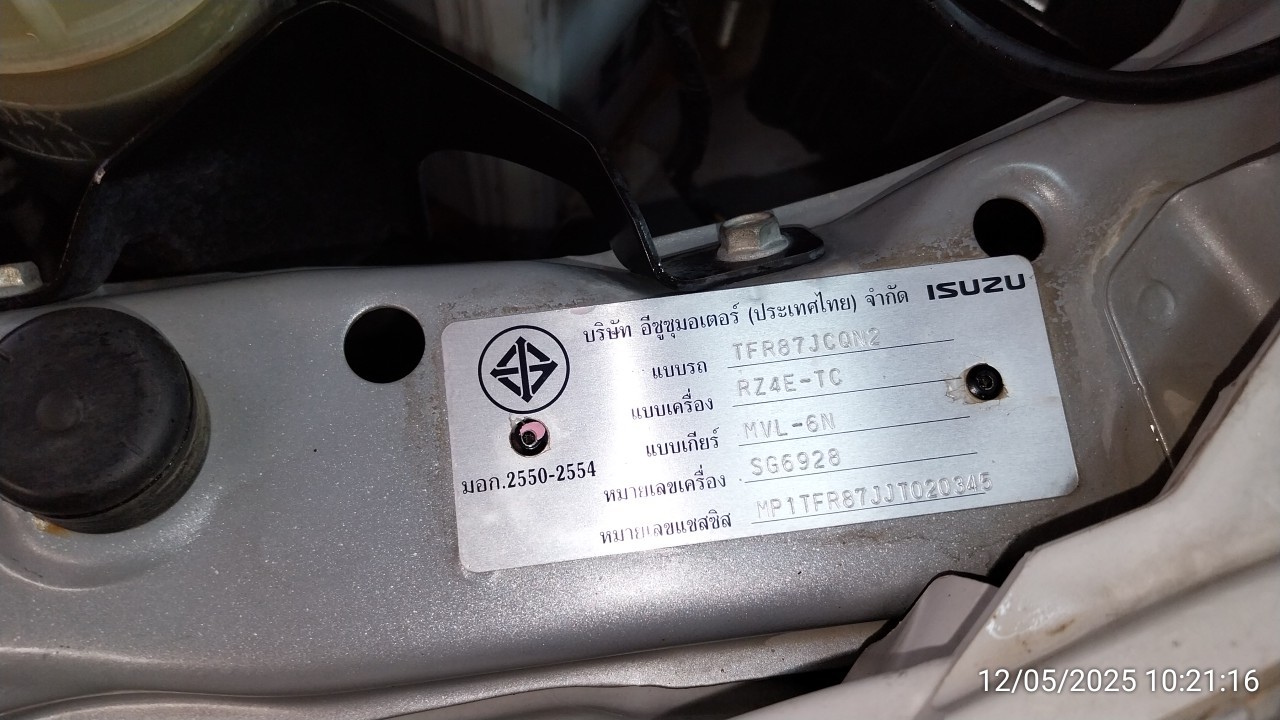 บริษัท อีซูซุมอเตอร์ (ประเทศไทย) จำกัด ISUZU
แบบรถ TFR87JCQN2
แบบเครื่อง RZ4E-TC
แบบเกียร์ MVL-6N
มอก.2550-2554
หมายเลขเครื่อง SG6928
หมายเลขแชสซิส MP1TFR87JJT020345
12/05/2025 10:21:16